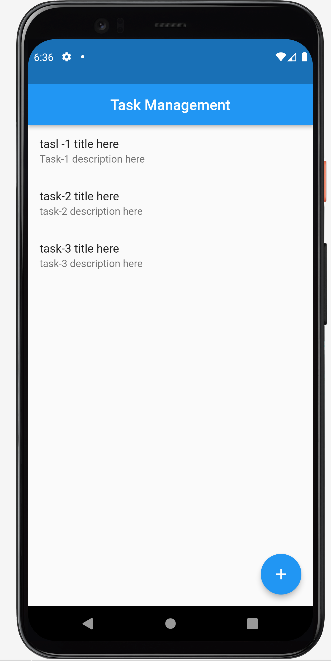 6:36
Task Management
tasl -1 title here
Task-1 description here
task-2 title here
task-2 description here
task-3 title here
task-3 description here
+